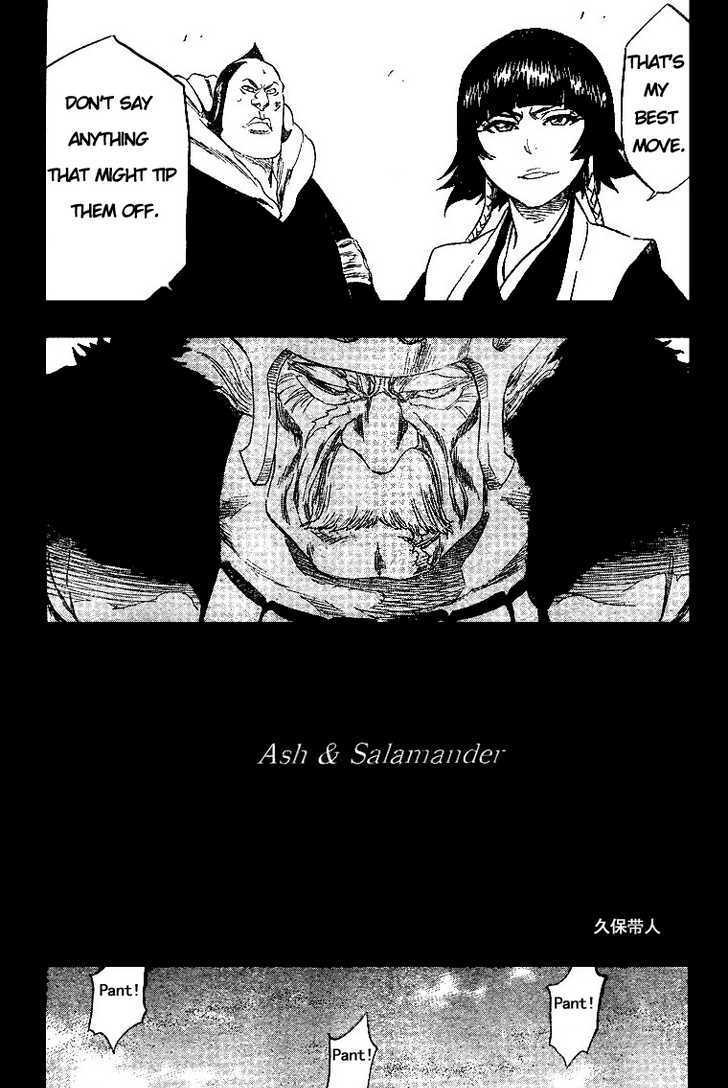 THAT'S
MY
BEST
MOVE.
DON'T SAY
ANYTHING
THAT MIGHT TIP
THEM OFF.
Ash & Salamander
久保帯人
Pant!
Pant!
Pant!